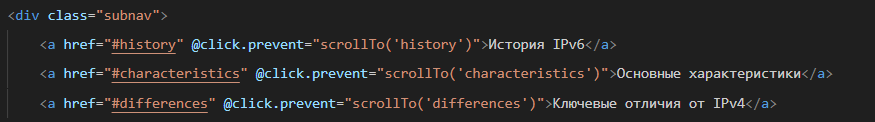 <div class="subnav">
<a href="#history" @click.prevent="scrollTo('history')">История IPv6</a>
<a href="#characteristics" @click.prevent="scrollTo('characteristics')">Основные характеристики</a>
<a href="#differences" @click.prevent="scrollTo('differences')">Ключевые отличия от IPv4</a>